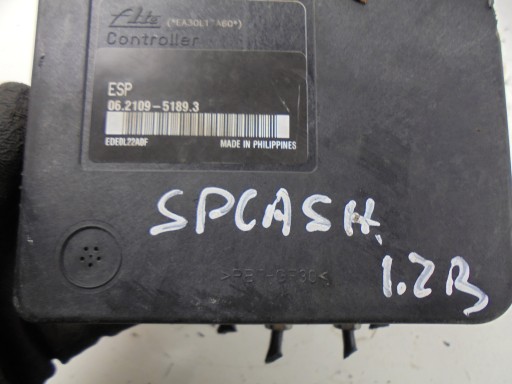 Ate
Controller
ESP
06.2109-5189.3
MADE IN PHILIPPINES
SPLASH
1.2B